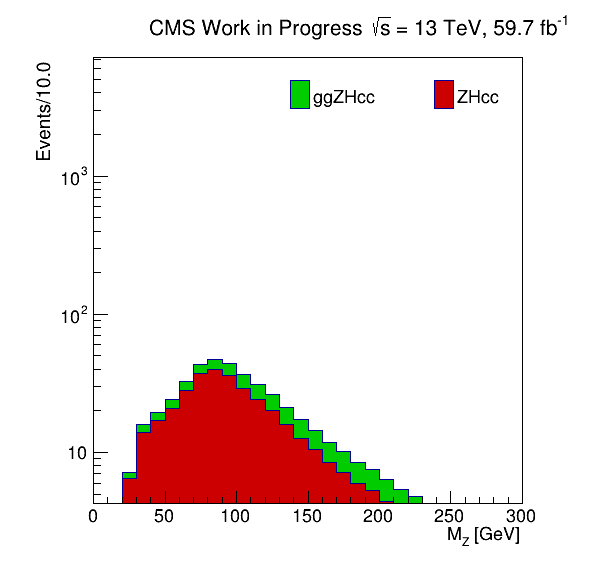 CMS Work in Progress √s = 13 TeV, 59.7 fb⁻¹
Events/10.0
ggZHcc ZHcc
10³
10²
10
0 50 100 150 200 250 300
M_Z [GeV]